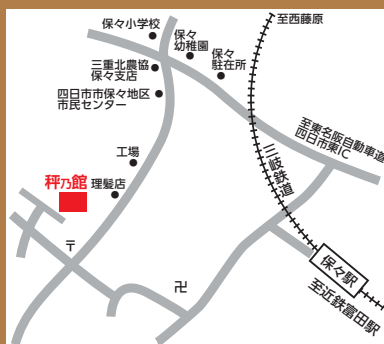 至西藤原
保々小学校
保々
幼稚園
保々
駐在所
三重北農協
保々支店
四日市市保々地区
市民センター
至東名阪自動車道
四日市東IC
工場
三岐鉄道
秤乃館
理髪店
〒
卍
保々駅
至近鉄富田駅